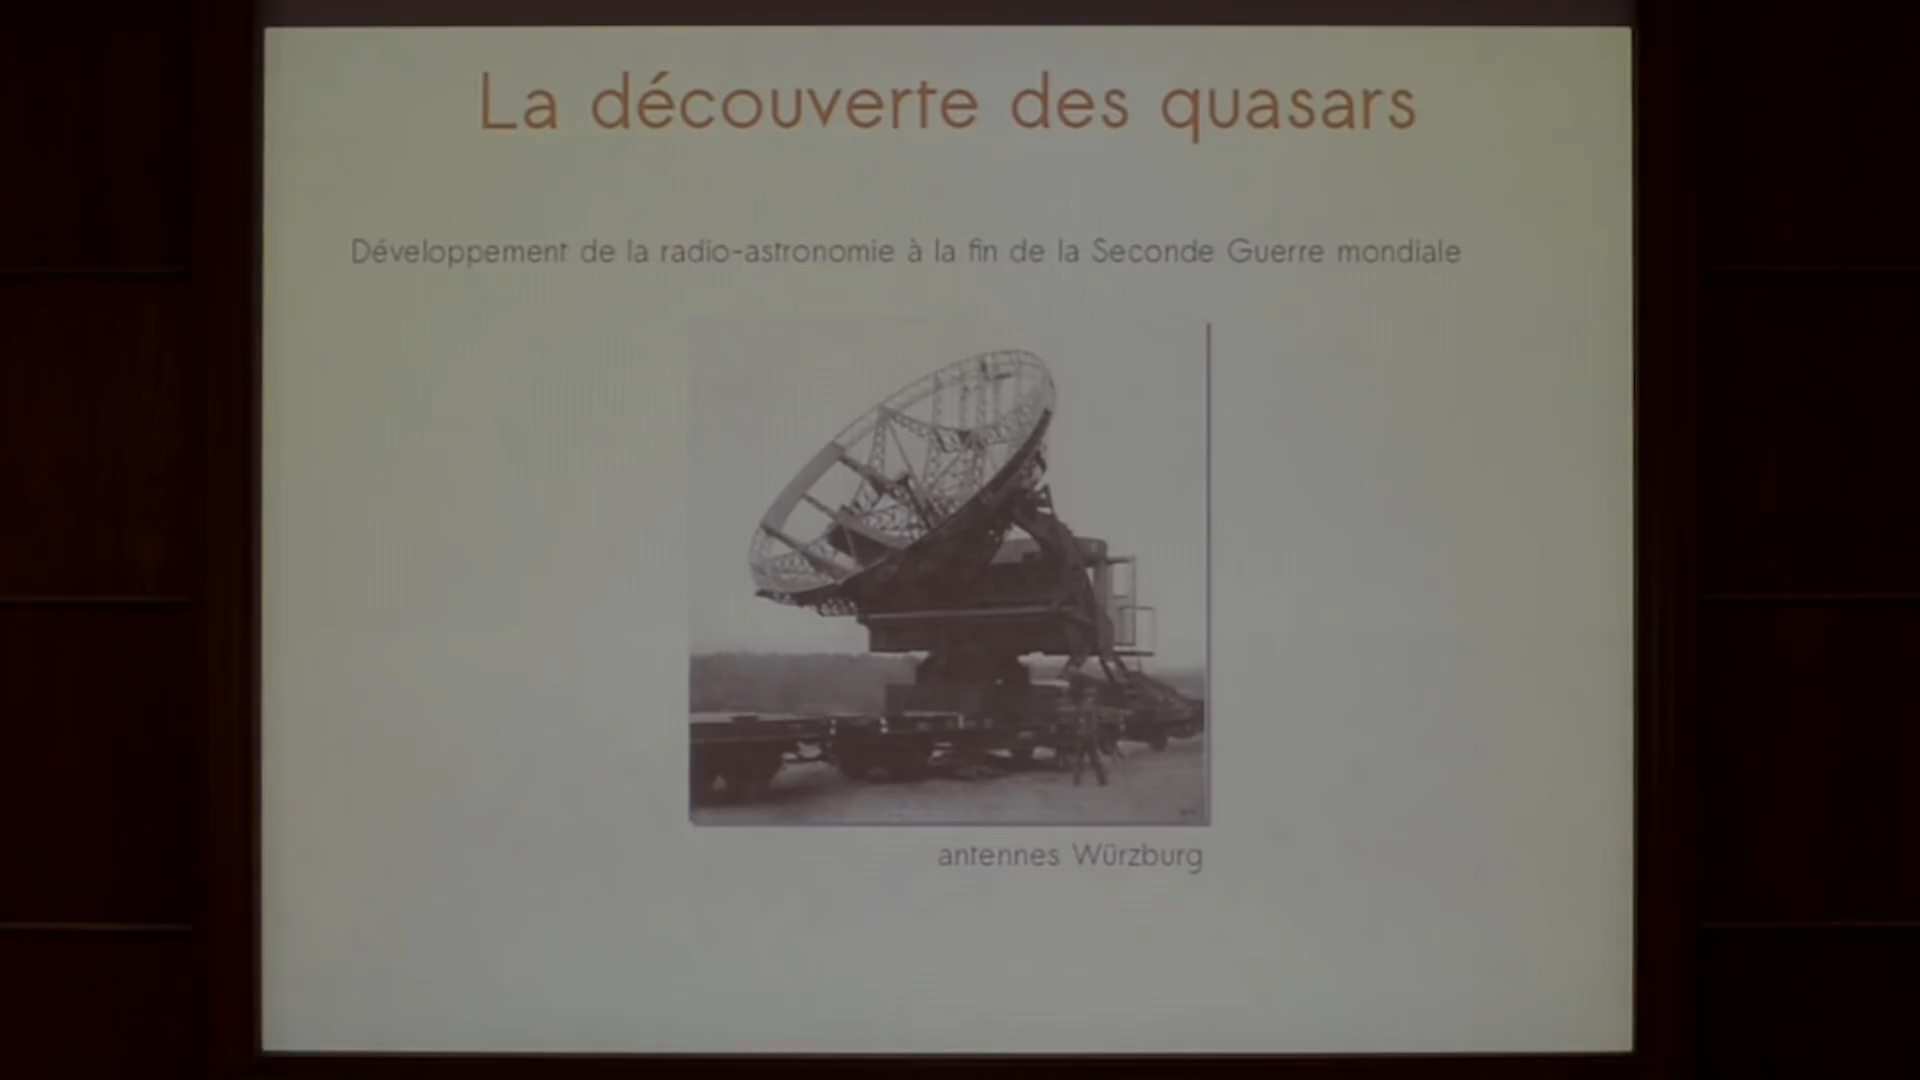 La découverte des quasars
Développement de la radio-astronomie à la fin de la Seconde Guerre mondiale
antennes Würzburg